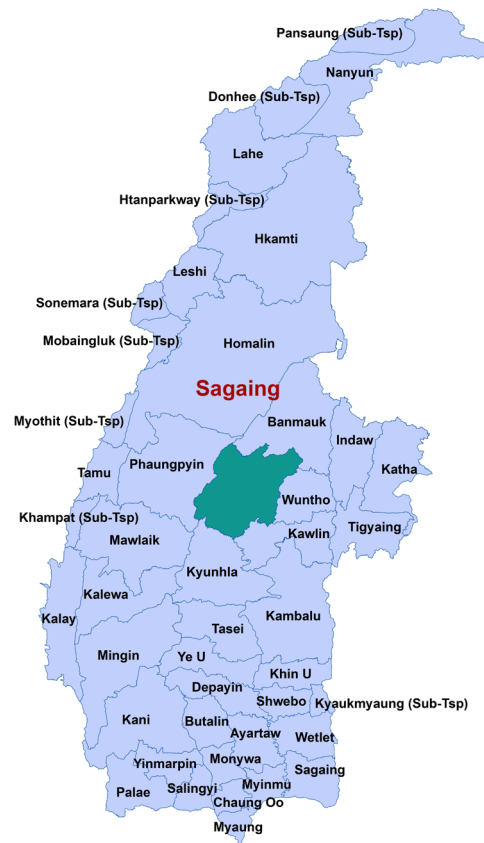 Pansaung (Sub-Tsp)
Nanyun
Donhee (Sub-Tsp)
Lahe
Htanparkway (Sub-Tsp)
Hkamti
Leshi
Sonemara (Sub-Tsp)
Mobaingluk (Sub-Tsp)
Homalin
Sagaing
Myothit (Sub-Tsp)
Banmauk
Indaw
Phaungpyin
Tamu
Katha
Wuntho
Khampat (Sub-Tsp)
Tigyaing
Kawlin
Mawlaik
Kyunhla
Kalewa
Kalay
Kambalu
Tasei
Mingin
Ye U
Khin U
Depayin
Shwebo
Kyaukmyaung (Sub-Tsp)
Kani
Butalin
Ayartaw
Wetlet
Monywa
Yinmarpin
Sagaing
Myinmu
Salingyi
Palae
Chaung Oo
Myaung